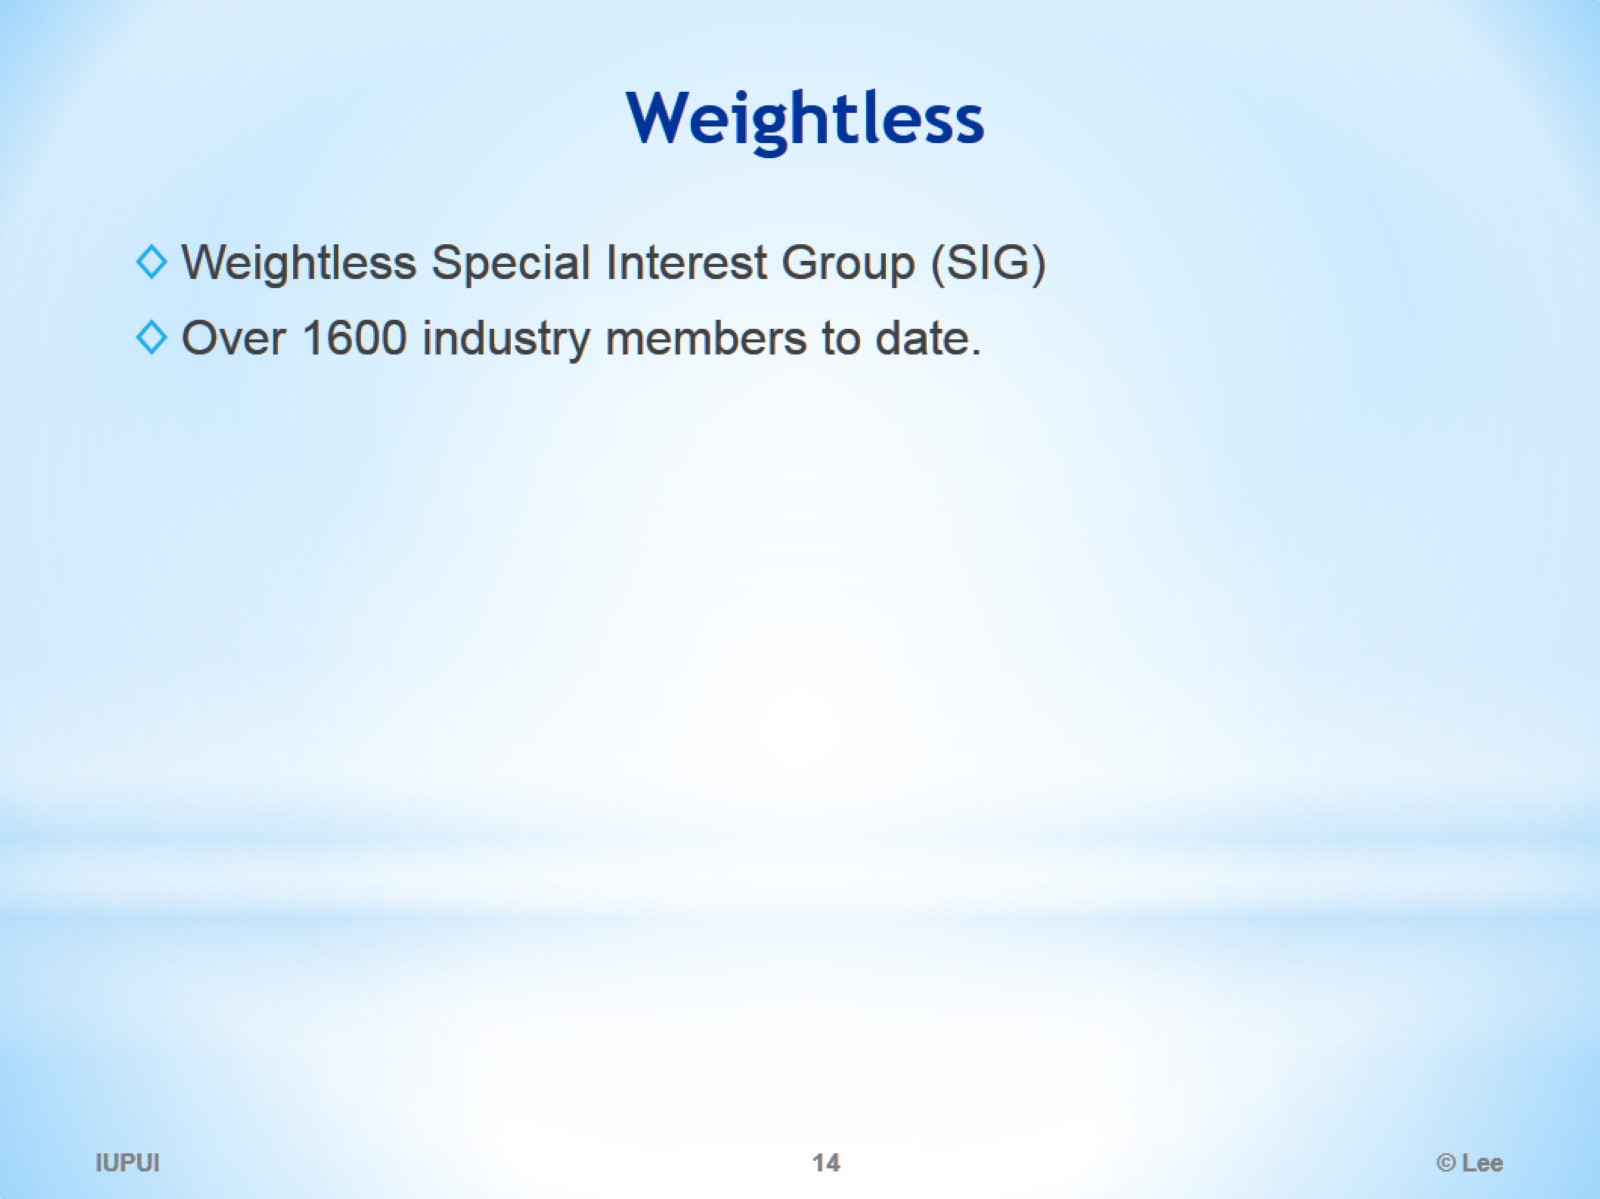 Weightless
◇ Weightless Special Interest Group (SIG)
◇ Over 1600 industry members to date.
IUPUI
14
© Lee